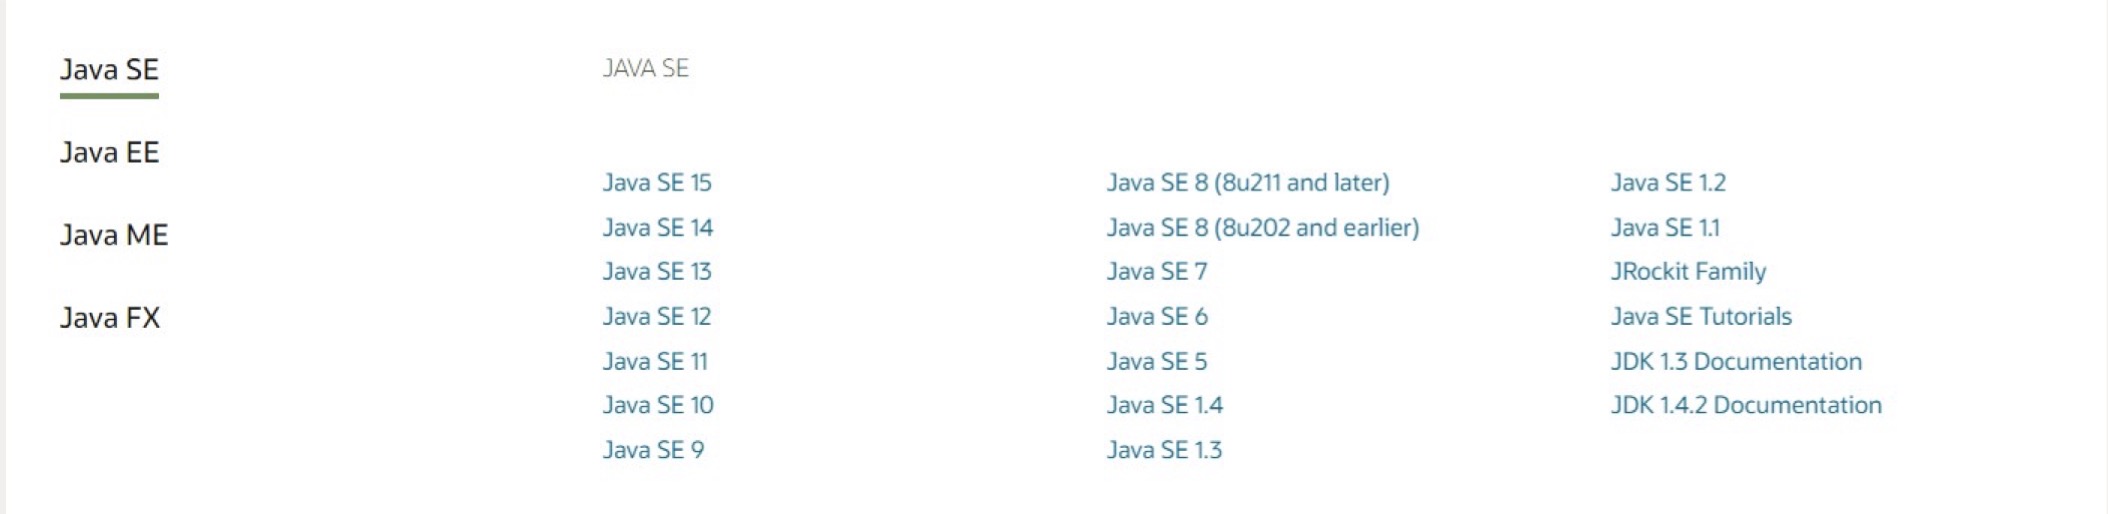 Java SE
Java EE
Java ME
Java FX
JAVA SE
Java SE 15
Java SE 14
Java SE 13
Java SE 12
Java SE 11
Java SE 10
Java SE 9
Java SE 8 (8u211 and later)
Java SE 8 (8u202 and earlier)
Java SE 7
Java SE 6
Java SE 5
Java SE 1.4
Java SE 1.3
Java SE 1.2
Java SE 1.1
JRockit Family
Java SE Tutorials
JDK 1.3 Documentation
JDK 1.4.2 Documentation